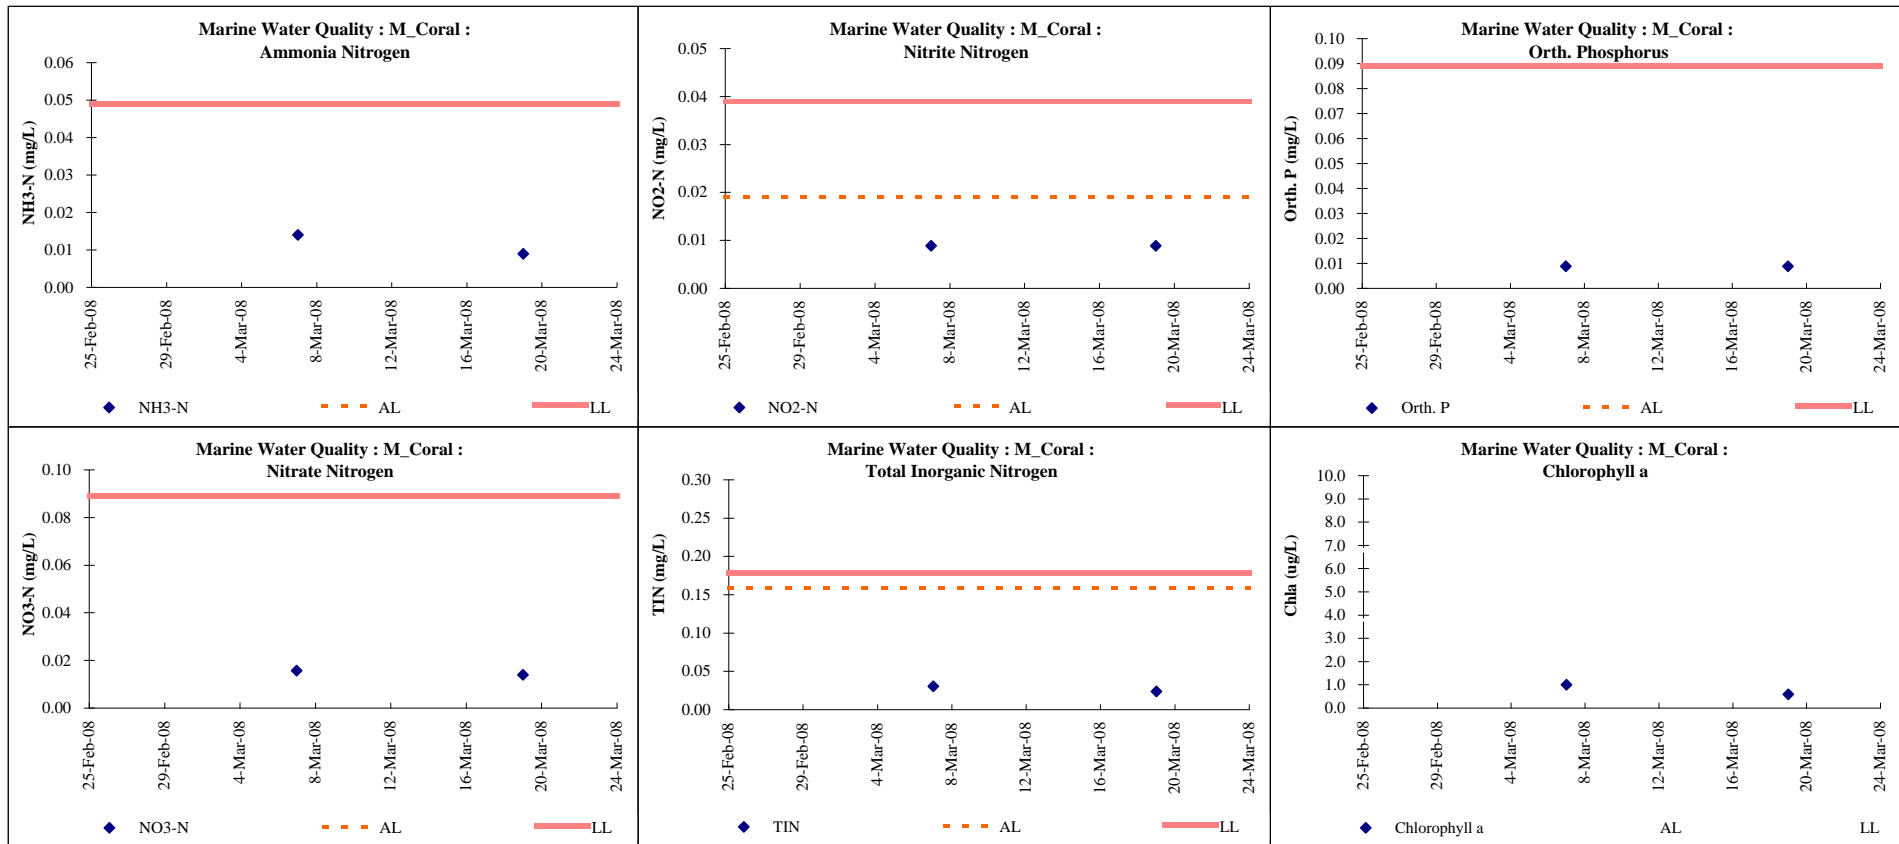 Marine Water Quality : M_Coral :
Ammonia Nitrogen
NH3-N (mg/L)
0.06
0.05
0.04
0.03
0.02
0.01
0.00
25-Feb-08
29-Feb-08
4-Mar-08
8-Mar-08
12-Mar-08
16-Mar-08
20-Mar-08
24-Mar-08
NH3-N AL LL
Marine Water Quality : M_Coral :
Nitrite Nitrogen
NO2-N (mg/L)
0.05
0.04
0.03
0.02
0.01
0.00
25-Feb-08
29-Feb-08
4-Mar-08
8-Mar-08
12-Mar-08
16-Mar-08
20-Mar-08
24-Mar-08
NO2-N AL LL
Marine Water Quality : M_Coral :
Orth. Phosphorus
Orth. P (mg/L)
0.10
0.09
0.08
0.07
0.06
0.05
0.04
0.03
0.02
0.01
0.00
25-Feb-08
29-Feb-08
4-Mar-08
8-Mar-08
12-Mar-08
16-Mar-08
20-Mar-08
24-Mar-08
Orth. P AL LL
Marine Water Quality : M_Coral :
Nitrate Nitrogen
NO3-N (mg/L)
0.10
0.08
0.06
0.04
0.02
0.00
25-Feb-08
29-Feb-08
4-Mar-08
8-Mar-08
12-Mar-08
16-Mar-08
20-Mar-08
24-Mar-08
NO3-N AL LL
Marine Water Quality : M_Coral :
Total Inorganic Nitrogen
TIN (mg/L)
0.30
0.25
0.20
0.15
0.10
0.05
0.00
25-Feb-08
29-Feb-08
4-Mar-08
8-Mar-08
12-Mar-08
16-Mar-08
20-Mar-08
24-Mar-08
TIN AL LL
Marine Water Quality : M_Coral :
Chlorophyll a
Chla (ug/L)
10.0
9.0
8.0
7.0
6.0
5.0
4.0
3.0
2.0
1.0
0.0
25-Feb-08
29-Feb-08
4-Mar-08
8-Mar-08
12-Mar-08
16-Mar-08
20-Mar-08
24-Mar-08
Chlorophyll a AL LL